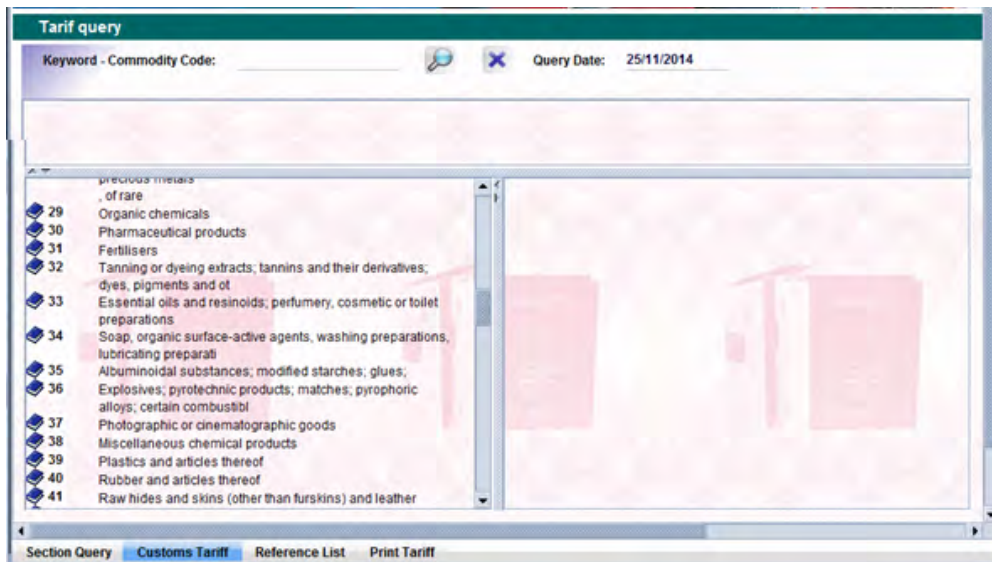 Tarif query
Keyword - Commodity Code:
Query Date: 25/11/2014
precious metals
, of rare
29 Organic chemicals
30 Pharmaceutical products
31 Fertilisers
32 Tanning or dyeing extracts; tannins and their derivatives;
dyes, pigments and ot
33 Essential oils and resinoids; perfumery, cosmetic or toilet
preparations
34 Soap, organic surface-active agents, washing preparations,
lubricating preparati
35 Albuminoidal substances; modified starches; glues;
36 Explosives; pyrotechnic products; matches; pyrophoric
alloys; certain combustibl
37 Photographic or cinematographic goods
38 Miscellaneous chemical products
39 Plastics and articles thereof
40 Rubber and articles thereof
41 Raw hides and skins (other than furskins) and leather
Section Query Customs Tariff Reference List Print Tariff